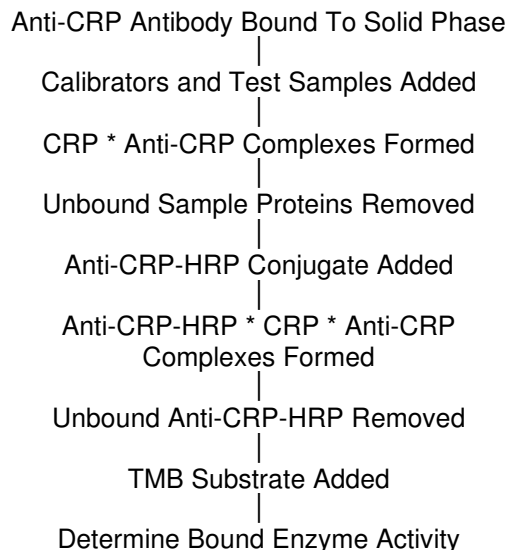 Anti-CRP Antibody Bound To Solid Phase
Calibrators and Test Samples Added
CRP * Anti-CRP Complexes Formed
Unbound Sample Proteins Removed
Anti-CRP-HRP Conjugate Added
Anti-CRP-HRP * CRP * Anti-CRP
Complexes Formed
Unbound Anti-CRP-HRP Removed
TMB Substrate Added
Determine Bound Enzyme Activity